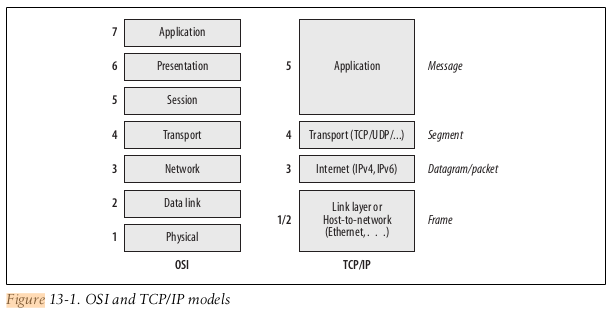 7 Application
6 Presentation
5 Session
4 Transport
3 Network
2 Data link
1 Physical
OSI
5 Application Message
4 Transport (TCP/UDP/...) Segment
3 Internet (IPv4, IPv6) Datagram/packet
1/2 Link layer or
Host-to-network
(Ethernet, . . . )
Frame
TCP/IP
Figure 13-1. OSI and TCP/IP models